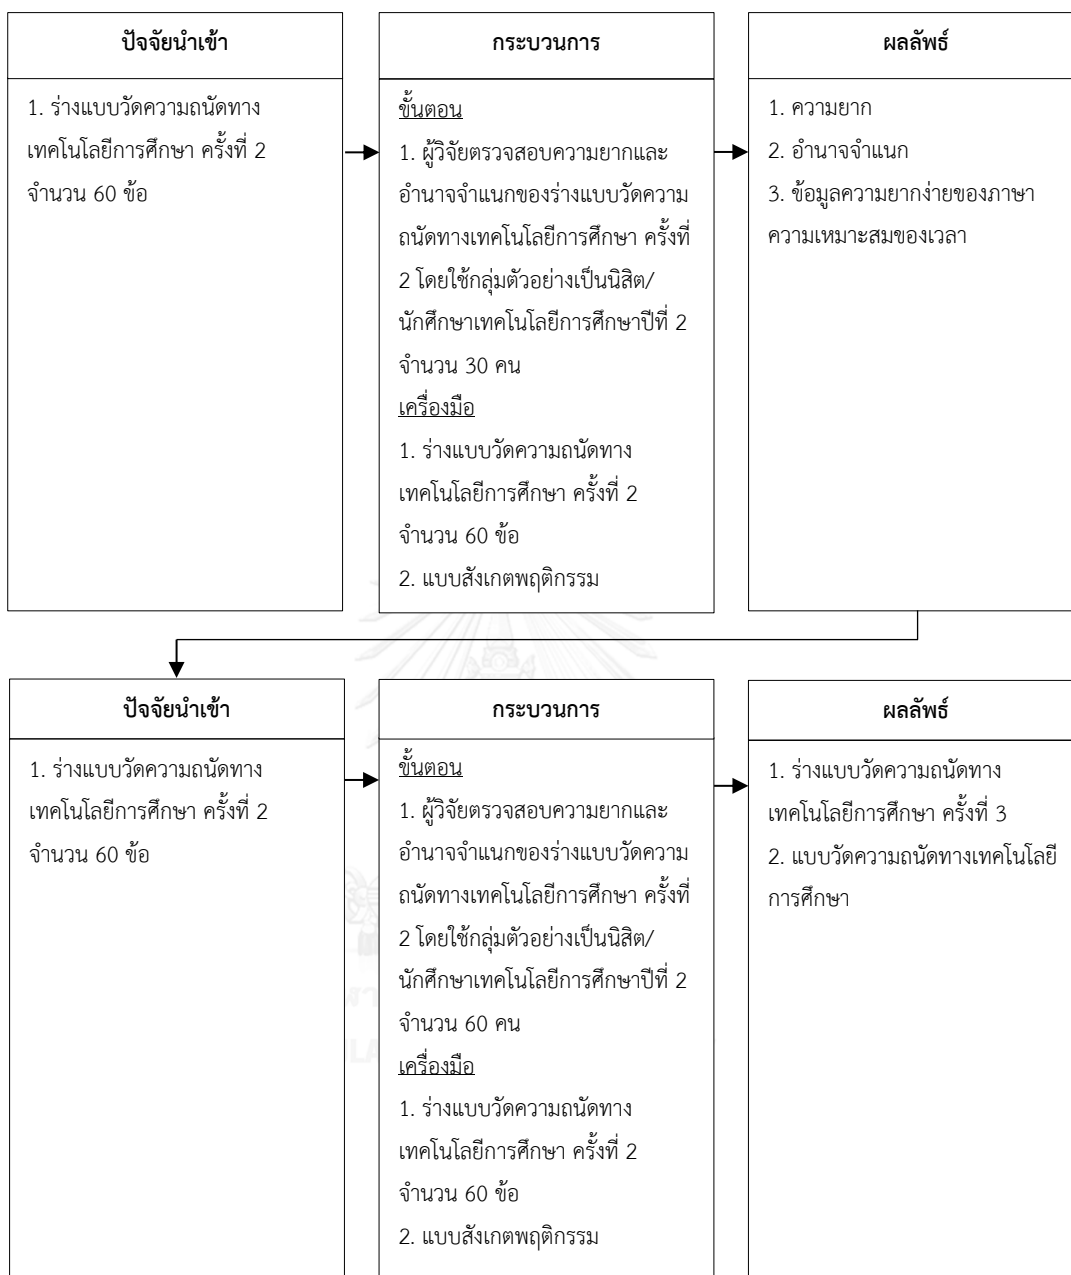 ปัจจัยนำเข้า
1. ร่างแบบวัดความถนัดทาง
เทคโนโลยีการศึกษา ครั้งที่ 2
จำนวน 60 ข้อ
กระบวนการ
ขั้นตอน
1. ผู้วิจัยตรวจสอบความยากและ
อำนาจจำแนกของร่างแบบวัดความ
ถนัดทางเทคโนโลยีการศึกษา ครั้งที่
2 โดยใช้กลุ่มตัวอย่างเป็นนิสิต/
นักศึกษาเทคโนโลยีการศึกษาปีที่ 2
จำนวน 30 คน
เครื่องมือ
1. ร่างแบบวัดความถนัดทาง
เทคโนโลยีการศึกษา ครั้งที่ 2
จำนวน 60 ข้อ
2. แบบสังเกตพฤติกรรม
ผลลัพธ์
1. ความยาก
2. อำนาจจำแนก
3. ข้อมูลความยากง่ายของภาษา
ความเหมาะสมของเวลา
ปัจจัยนำเข้า
1. ร่างแบบวัดความถนัดทาง
เทคโนโลยีการศึกษา ครั้งที่ 2
จำนวน 60 ข้อ
กระบวนการ
ขั้นตอน
1. ผู้วิจัยตรวจสอบความยากและ
อำนาจจำแนกของร่างแบบวัดความ
ถนัดทางเทคโนโลยีการศึกษา ครั้งที่
2 โดยใช้กลุ่มตัวอย่างเป็นนิสิต/
นักศึกษาเทคโนโลยีการศึกษาปีที่ 2
จำนวน 60 คน
เครื่องมือ
1. ร่างแบบวัดความถนัดทาง
เทคโนโลยีการศึกษา ครั้งที่ 2
จำนวน 60 ข้อ
2. แบบสังเกตพฤติกรรม
ผลลัพธ์
1. ร่างแบบวัดความถนัดทาง
เทคโนโลยีการศึกษา ครั้งที่ 3
2. แบบวัดความถนัดทางเทคโนโลยี
การศึกษา